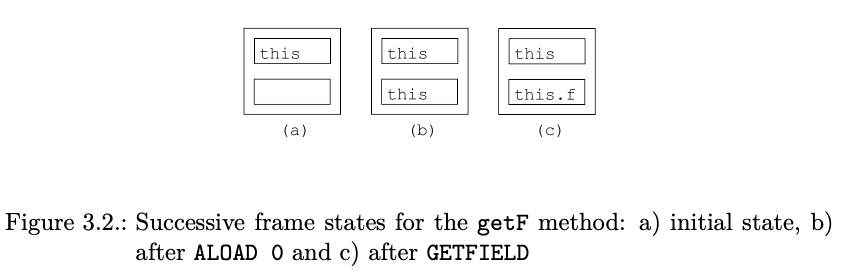 this this this
this this.f
(a) (b) (c)
Figure 3.2.: Successive frame states for the getF method: a) initial state, b)
after ALOAD 0 and c) after GETFIELD